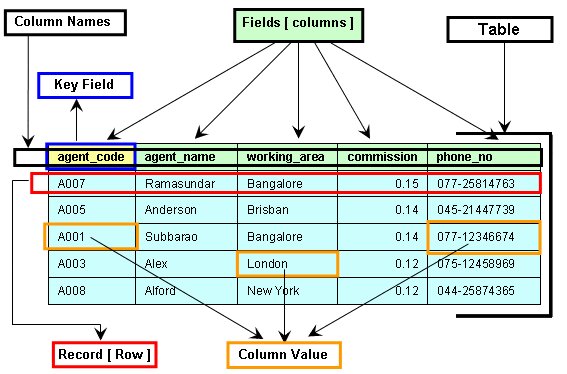 Column Names
Fields [ columns ]
Table
Key Field
agent_code agent_name working_area commission phone_no
A007 Ramasundar Bangalore 0.15 077-25814763
A005 Anderson Brisban 0.14 045-21447739
A001 Subbarao Bangalore 0.14 077-12346674
A003 Alex London 0.12 075-12458969
A008 Alford New York 0.12 044-25874365
Record [ Row ]
Column Value